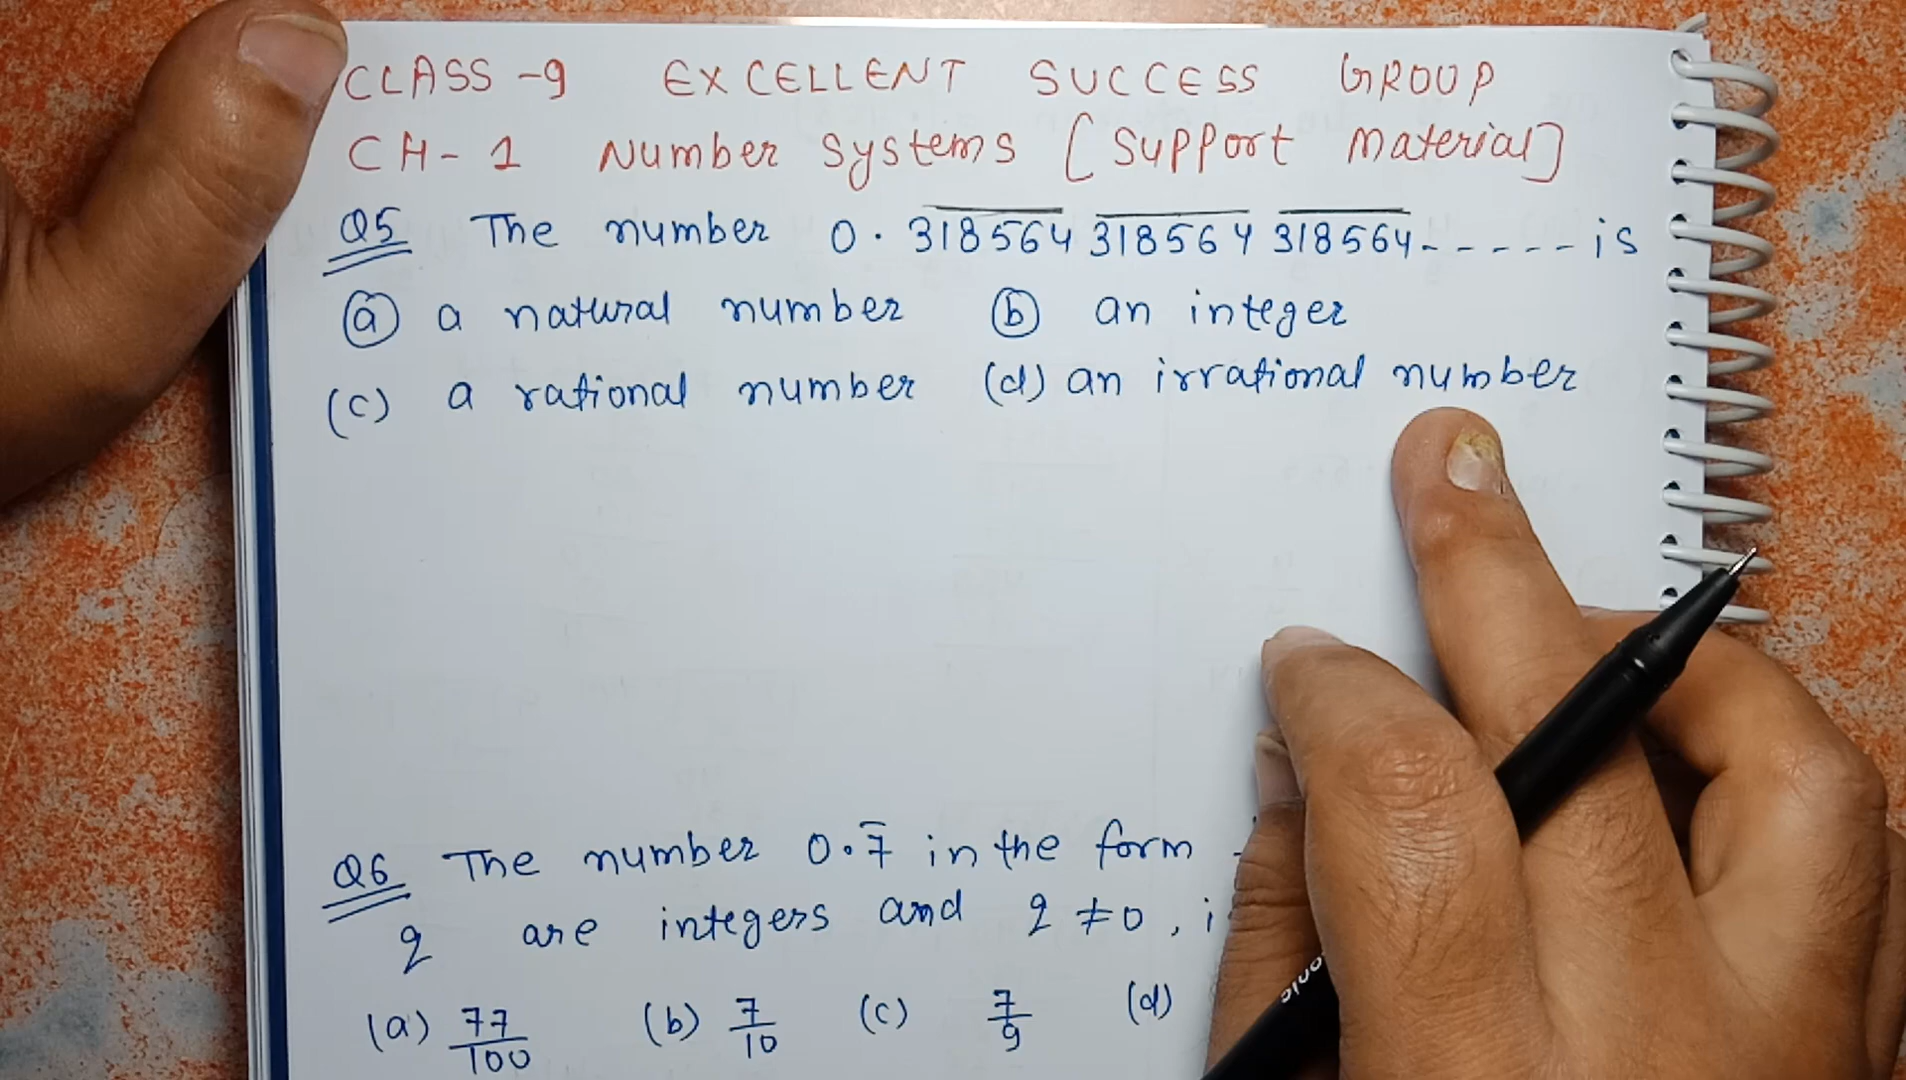 CLASS -9 EXCELLENT SUCCESS GROUP
CH- 1 Number Systems [Support Material]
Q5 The number 0.318564 318564 318564------ is
(a) a natural number (b) an integer
(c) a rational number (d) an irrational number
Q6 The number 0.7̅ in the form
q are integers and q ≠ 0, i
(a) 77/100 (b) 7/10 (c) 7/9 (d)
onic